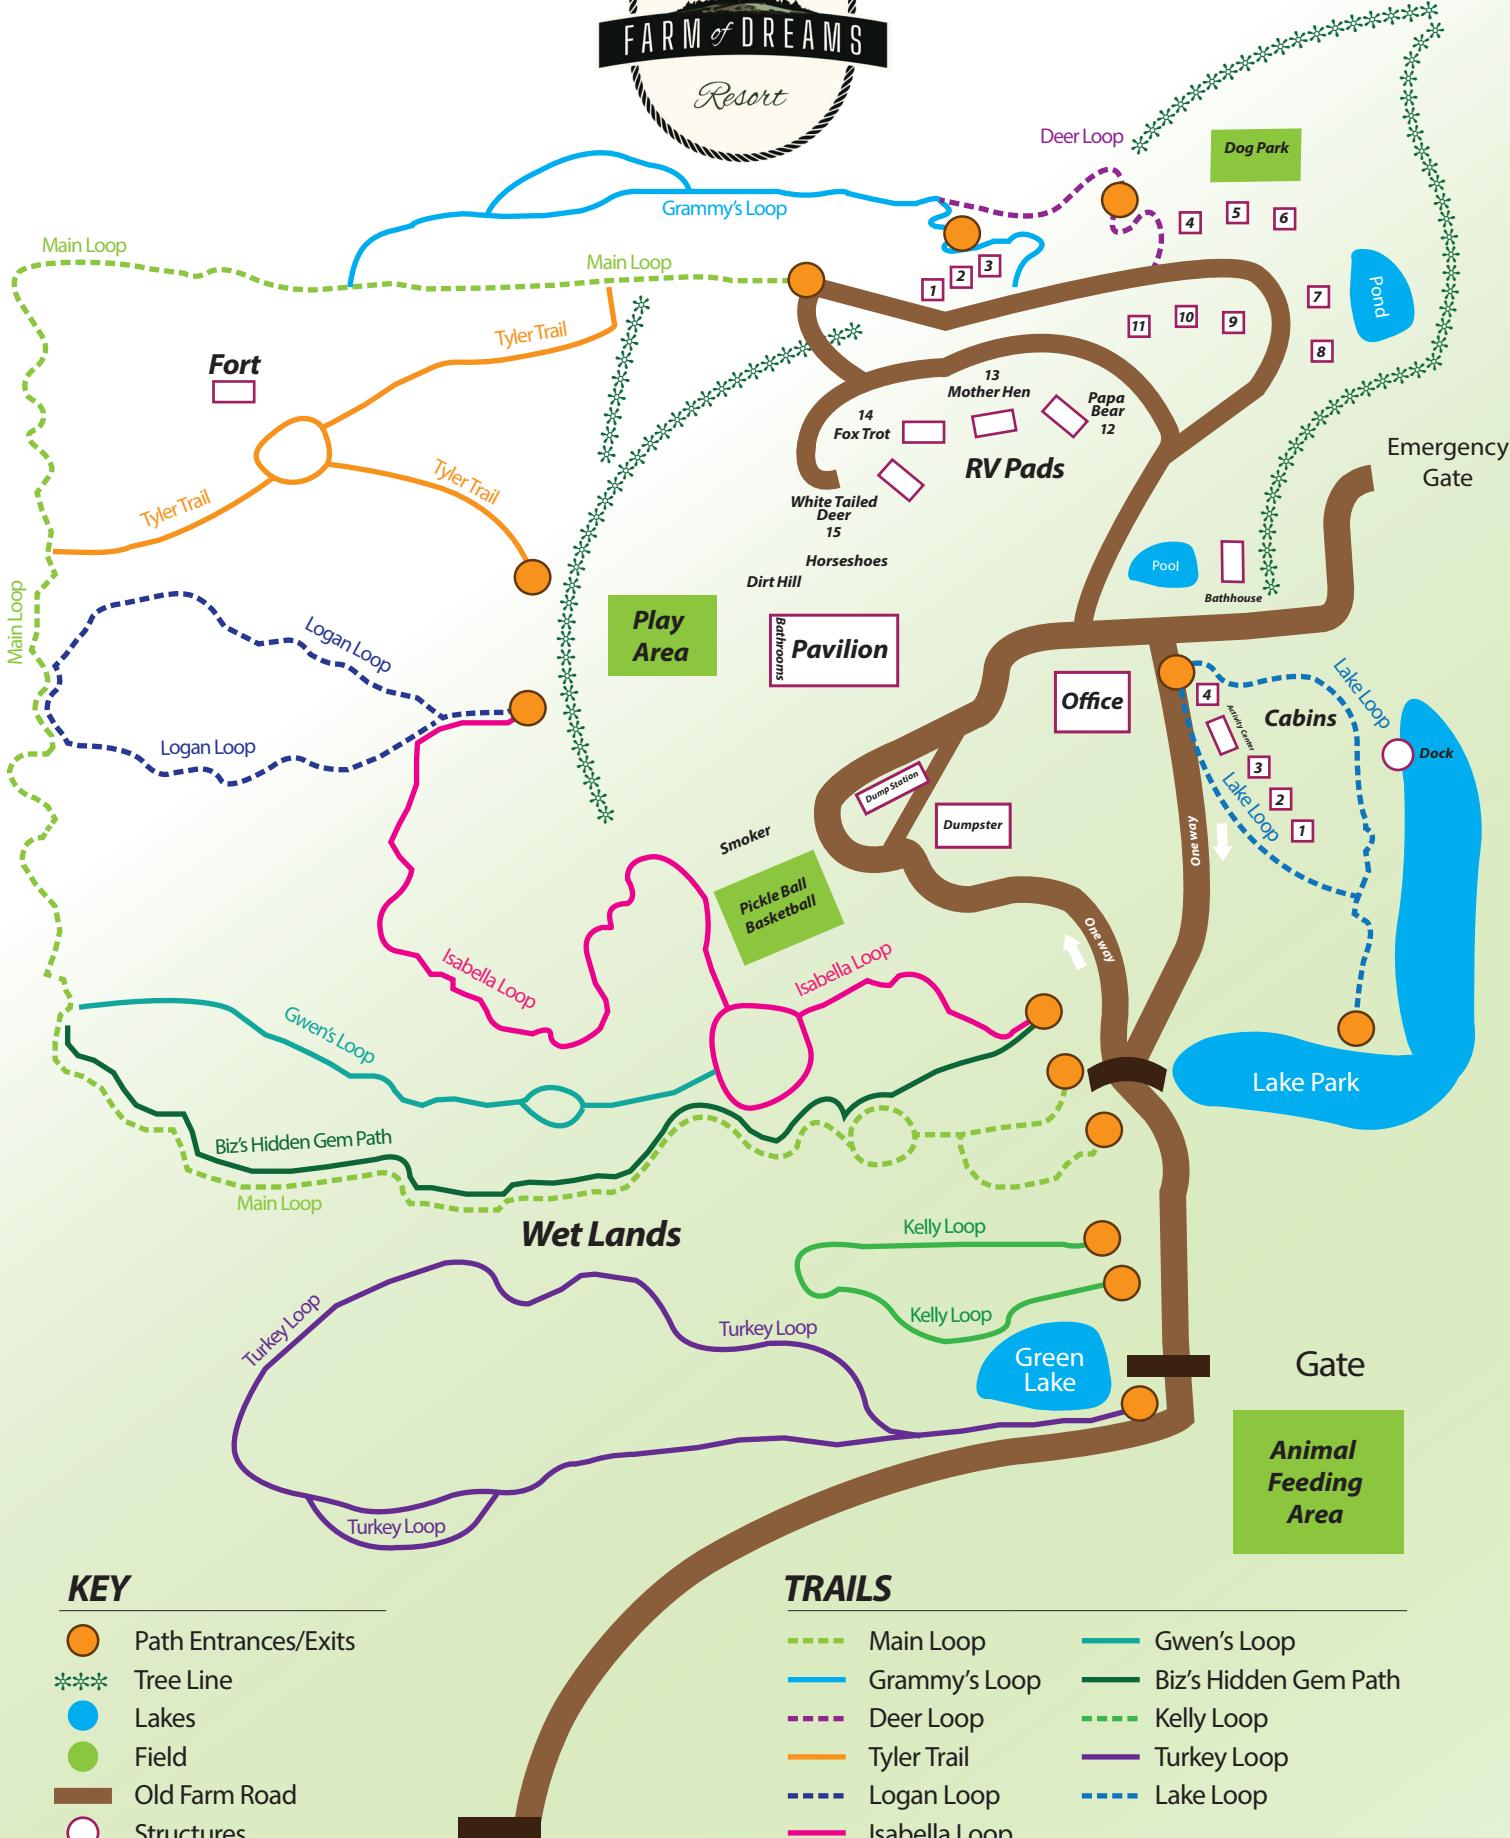 FARM of DREAMS
Resort
Deer Loop
Dog Park
Grammy's Loop
4
5
6
Main Loop
Main Loop
3
2
1
Pond
7
11
10
9
8
Tyler Trail
Fort
13
Mother Hen
Papa
Bear
12
14
Fox Trot
RV Pads
Emergency
Gate
Tyler Trail
Tyler Trail
White Tailed
Deer
15
Horseshoes
Dirt Hill
Pool
Bathhouse
Main Loop
Logan Loop
Play
Area
Bathrooms
Pavilion
Office
Lake Loop
4
Activity Center
Cabins
Logan Loop
Dock
3
Dump Station
Lake Loop
2
1
Dumpster
One way
Smoker
Pickle Ball
Basketball
One way
Isabella Loop
Isabella Loop
Gwen's Loop
Lake Park
Biz's Hidden Gem Path
Main Loop
Wet Lands
Kelly Loop
Kelly Loop
Turkey Loop
Turkey Loop
Green
Lake
Gate
Animal
Feeding
Area
Turkey Loop
KEY
Path Entrances/Exits
Tree Line
Lakes
Field
Old Farm Road
Structures
TRAILS
Main Loop
Grammy's Loop
Deer Loop
Tyler Trail
Logan Loop
Isabella Loop
Gwen's Loop
Biz's Hidden Gem Path
Kelly Loop
Turkey Loop
Lake Loop